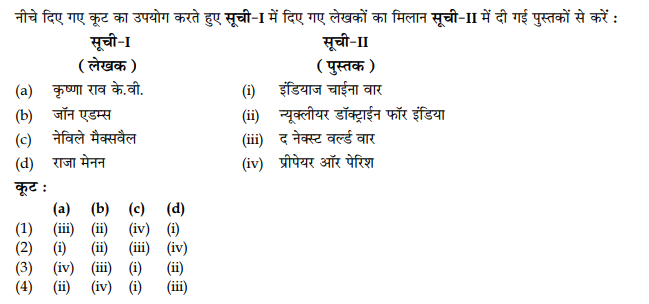 नीचे दिए गए कूट का उपयोग करते हुए सूची-I में दिए गए लेखकों का मिलान सूची-II में दी गई पुस्तकों से करें :
सूची-I सूची-II
( लेखक ) ( पुस्तक )
(a) कृष्णा राव के.वी. (i) इंडियाज चाईना वार
(b) जॉन एडम्स (ii) न्यूक्लीयर डॉक्ट्राईन फॉर इंडिया
(c) नेविले मैक्सवैल (iii) द नेक्स्ट वर्ल्ड वार
(d) राजा मेनन (iv) प्रीपेयर ऑर पेरिश
कूट :
(a) (b) (c) (d)
(1) (iii) (ii) (iv) (i)
(2) (i) (ii) (iii) (iv)
(3) (iv) (iii) (i) (ii)
(4) (ii) (iv) (i) (iii)